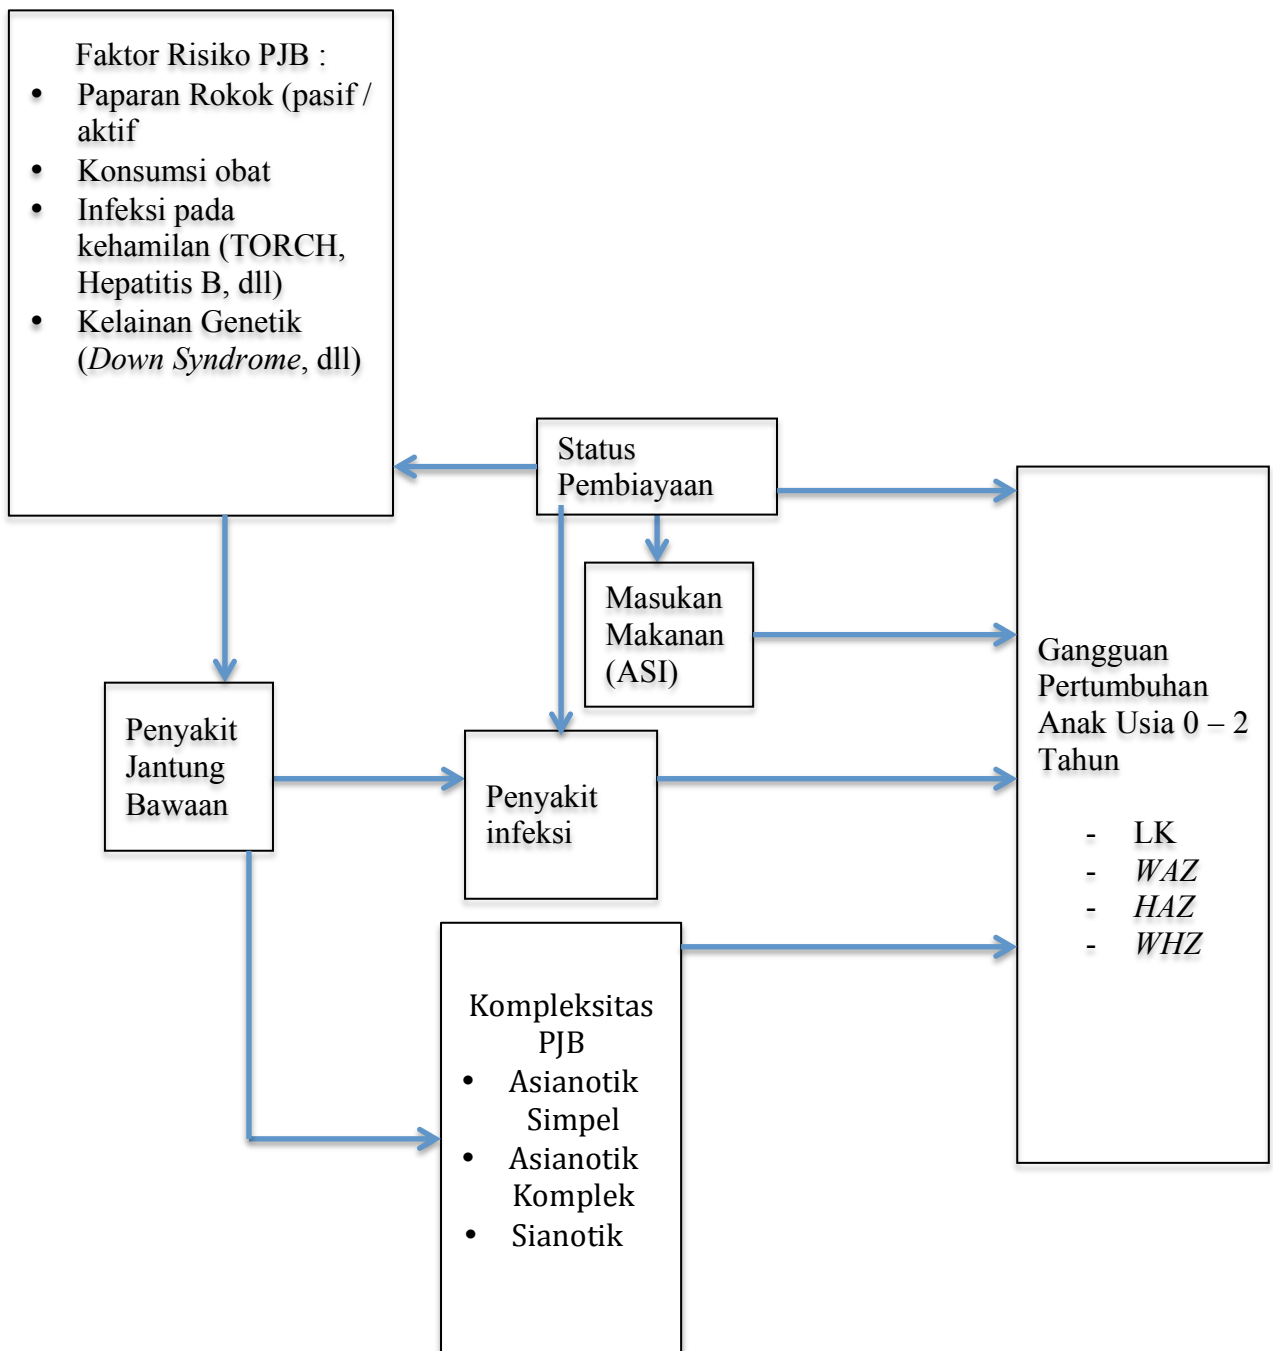 Faktor Risiko PJB :
• Paparan Rokok (pasif /
aktif
• Konsumsi obat
• Infeksi pada
kehamilan (TORCH,
Hepatitis B, dll)
• Kelainan Genetik
(Down Syndrome, dll)
Status
Pembiayaan
Masukan
Makanan
(ASI)
Gangguan
Pertumbuhan
Anak Usia 0 – 2
Tahun
- LK
- WAZ
- HAZ
- WHZ
Penyakit
Jantung
Bawaan
Penyakit
infeksi
Kompleksitas
PJB
• Asianotik
Simpel
• Asianotik
Komplek
• Sianotik